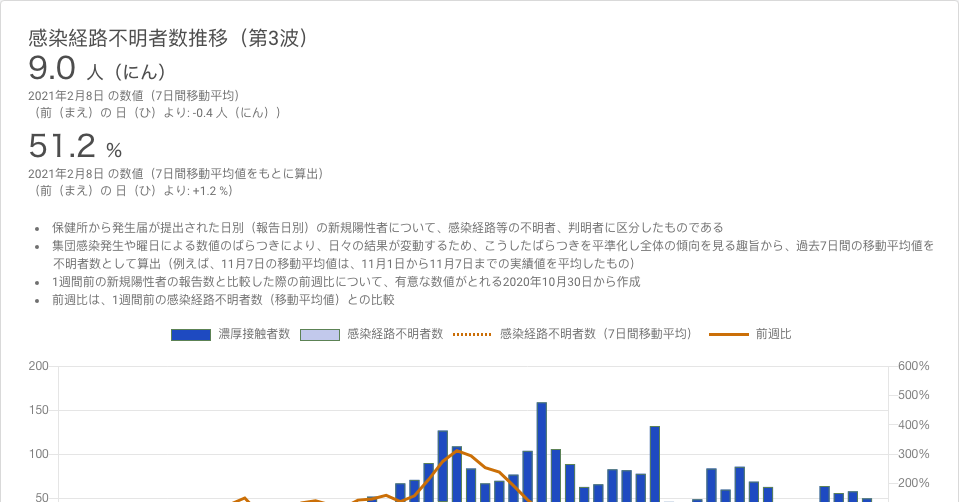 感染経路不明者数推移（第3波）
9.0 人（にん）
2021年2月8日 の数値（7日間移動平均）
（前（まえ）の 日（ひ）より: -0.4 人（にん））
51.2 %
2021年2月8日 の数値（7日間移動平均値をもとに算出）
（前（まえ）の 日（ひ）より: +1.2 %）
• 保健所から発生届が提出された日別（報告日別）の新規陽性者について、感染経路等の不明者、判明者に区分したものである
• 集団感染発生や曜日による数値のばらつきにより、日々の結果が変動するため、こうしたばらつきを平準化し全体の傾向を見る趣旨から、過去7日間の移動平均値を
不明者数として算出（例えば、11月7日の移動平均値は、11月1日から11月7日までの実績値を平均したもの）
• 1週間前の新規陽性者の報告数と比較した際の前週比について、有意な数値がとれる2020年10月30日から作成
• 前週比は、1週間前の感染経路不明者数（移動平均値）との比較
濃厚接触者数 感染経路不明者数 感染経路不明者数（7日間移動平均） 前週比
200 600%
500%
150
400%
100 300%
200%
50